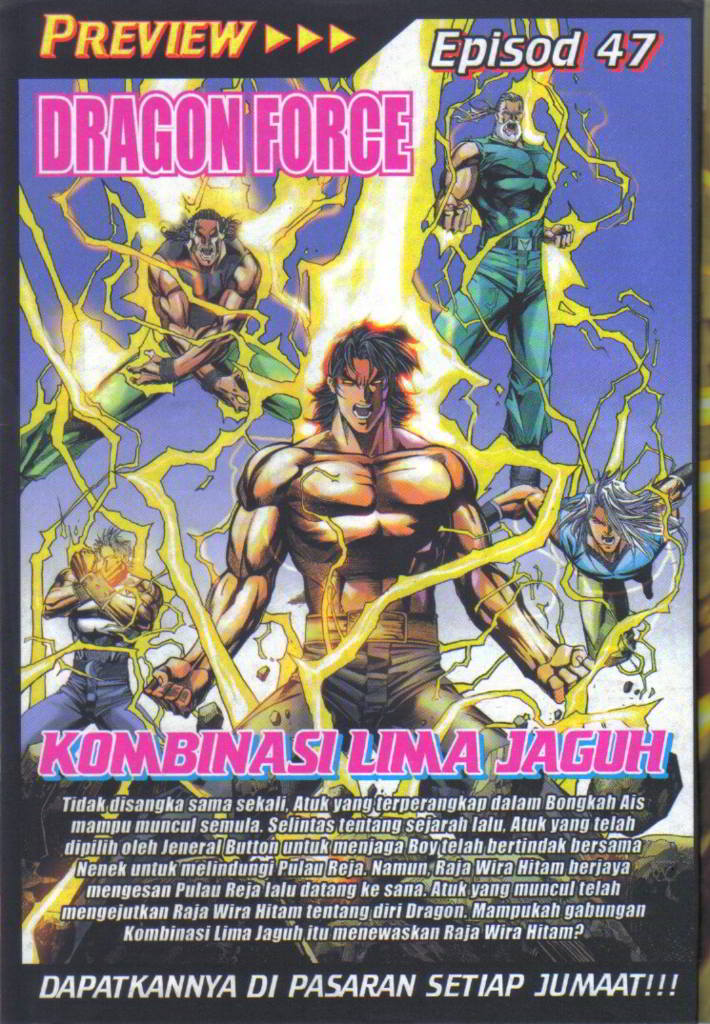 PREVIEW
Episod 47
DRAGON FORCE
KOMBINASI LIMA JAGUH
Tidak disangka sama sekali, Atuk yang terperangkap dalam Bongkah Ais
mampu muncul semula. Selintas tentang sejarah lalu, Atuk yang telah
dipilih oleh Jeneral Button untuk menjaga Boy telah bertindak bersama
Nenek untuk melindungi Pulau Reja. Namun, Raja Wira Hitam berjaya
mengesan Pulau Reja lalu datang ke sana. Atuk yang muncul telah
mengejutkan Raja Wira Hitam tentang diri Dragon. Mampukah gabungan
Kombinasi Lima Jaguh itu menewaskan Raja Wira Hitam?
DAPATKANNYA DI PASARAN SETIAP JUMAAT!!!